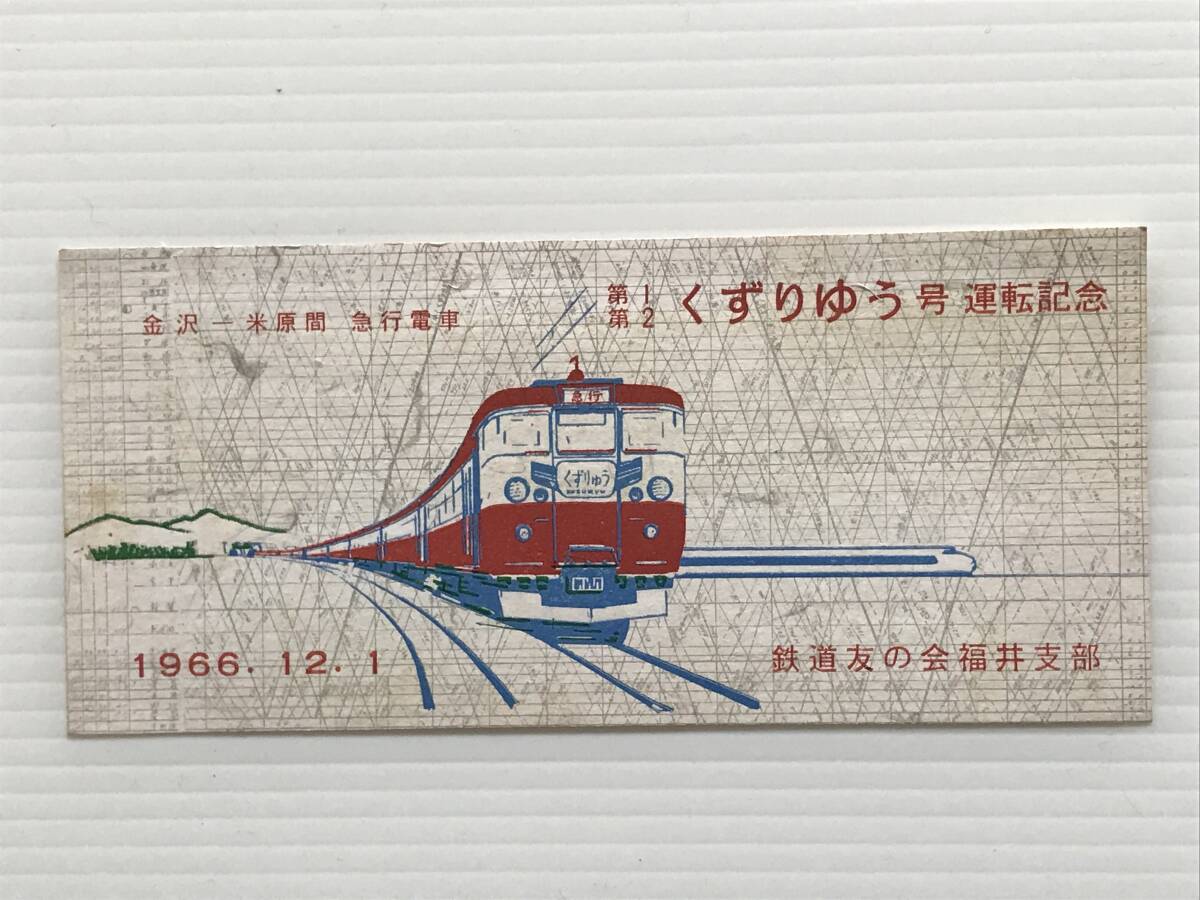 金沢―米原間 急行電車
第1
第2 くずりゆう号 運転記念
急行
くずりゅう
KUZURYU
1966.12.1
鉄道友の会福井支部